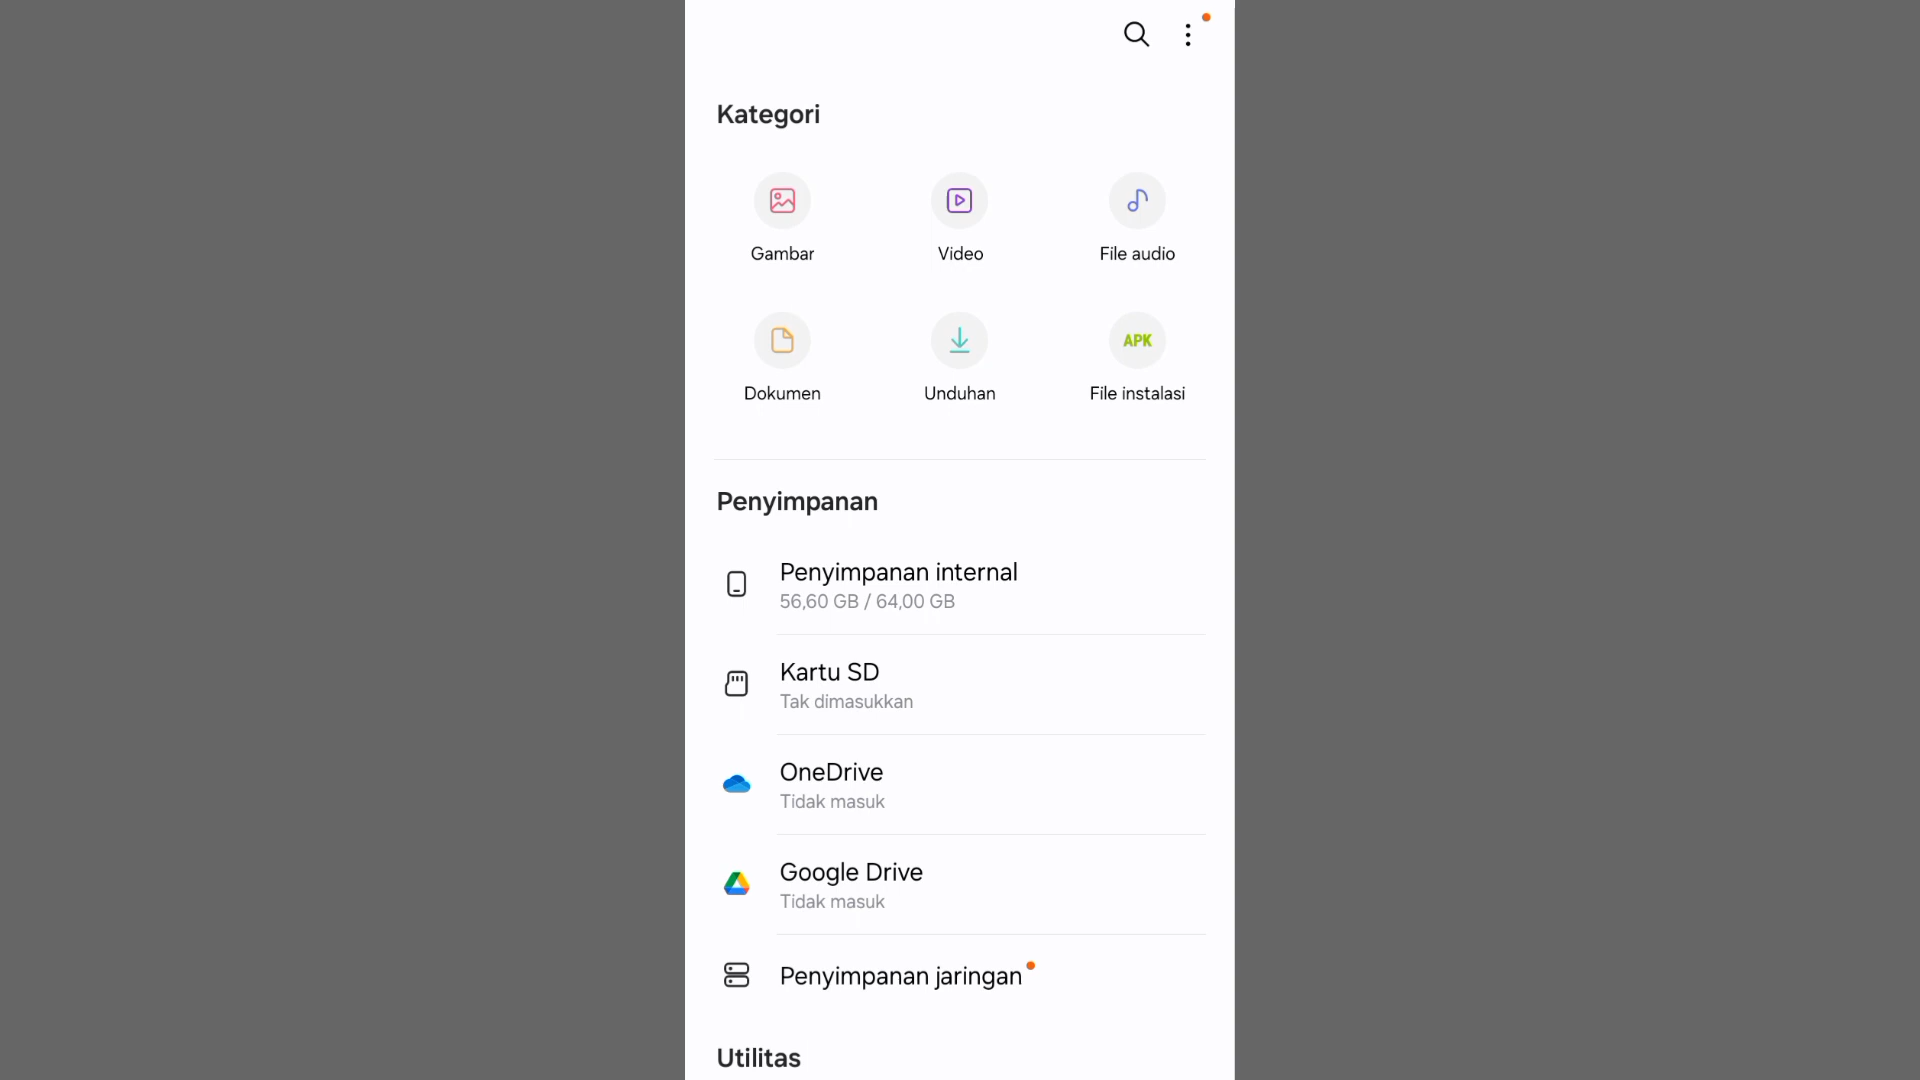 Kategori
Gambar
Video
File audio
Dokumen
Unduhan
APK
File instalasi
Penyimpanan
Penyimpanan internal
56,60 GB / 64,00 GB
Kartu SD
Tak dimasukkan
OneDrive
Tidak masuk
Google Drive
Tidak masuk
Penyimpanan jaringan
Utilitas